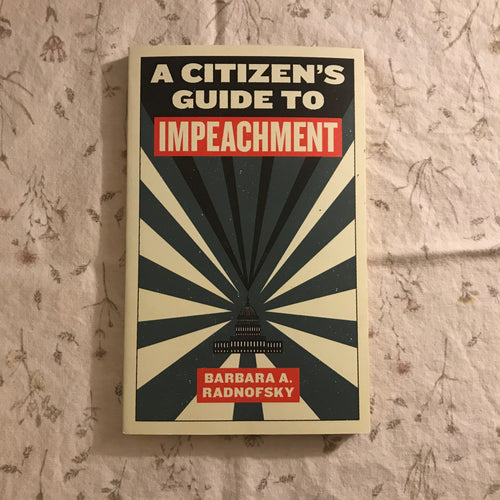 A CITIZEN'S
GUIDE TO
IMPEACHMENT
BARBARA A.
RADNOFSKY